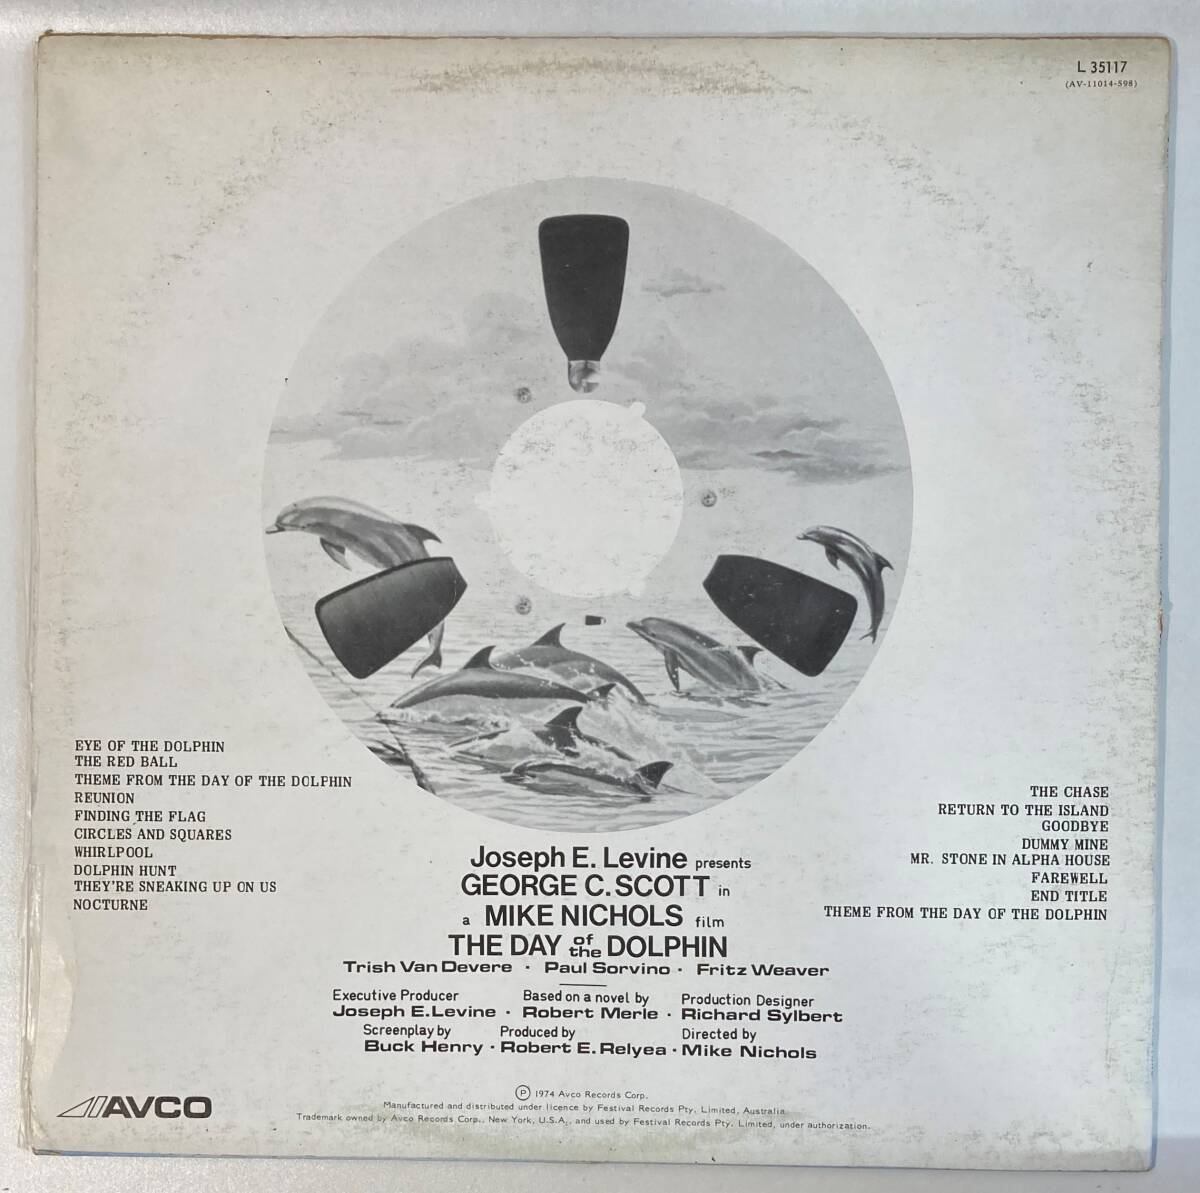 L 35117
(AV-11014-598)
EYE OF THE DOLPHIN
THE RED BALL
THEME FROM THE DAY OF THE DOLPHIN
REUNION
FINDING THE FLAG
CIRCLES AND SQUARES
WHIRLPOOL
DOLPHIN HUNT
THEY'RE SNEAKING UP ON US
NOCTURNE
THE CHASE
RETURN TO THE ISLAND
GOODBYE
DUMMY MINE
MR. STONE IN ALPHA HOUSE
FAREWELL
END TITLE
THEME FROM THE DAY OF THE DOLPHIN
Joseph E. Levine presents
GEORGE C. SCOTT in
a MIKE NICHOLS film
THE DAY of the DOLPHIN
Trish Van Devere · Paul Sorvino · Fritz Weaver
Executive Producer Based on a novel by Production Designer
Joseph E. Levine · Robert Merle · Richard Sylbert
Screenplay by Produced by Directed by
Buck Henry · Robert E. Relyea · Mike Nichols
AVCO
Ⓟ 1974 Avco Records Corp.
Manufactured and distributed under licence by Festival Records Pty. Limited, Australia
Trademark owned by Avco Records Corp., New York, U.S.A., and used by Festival Records Pty. Limited, under authorization.